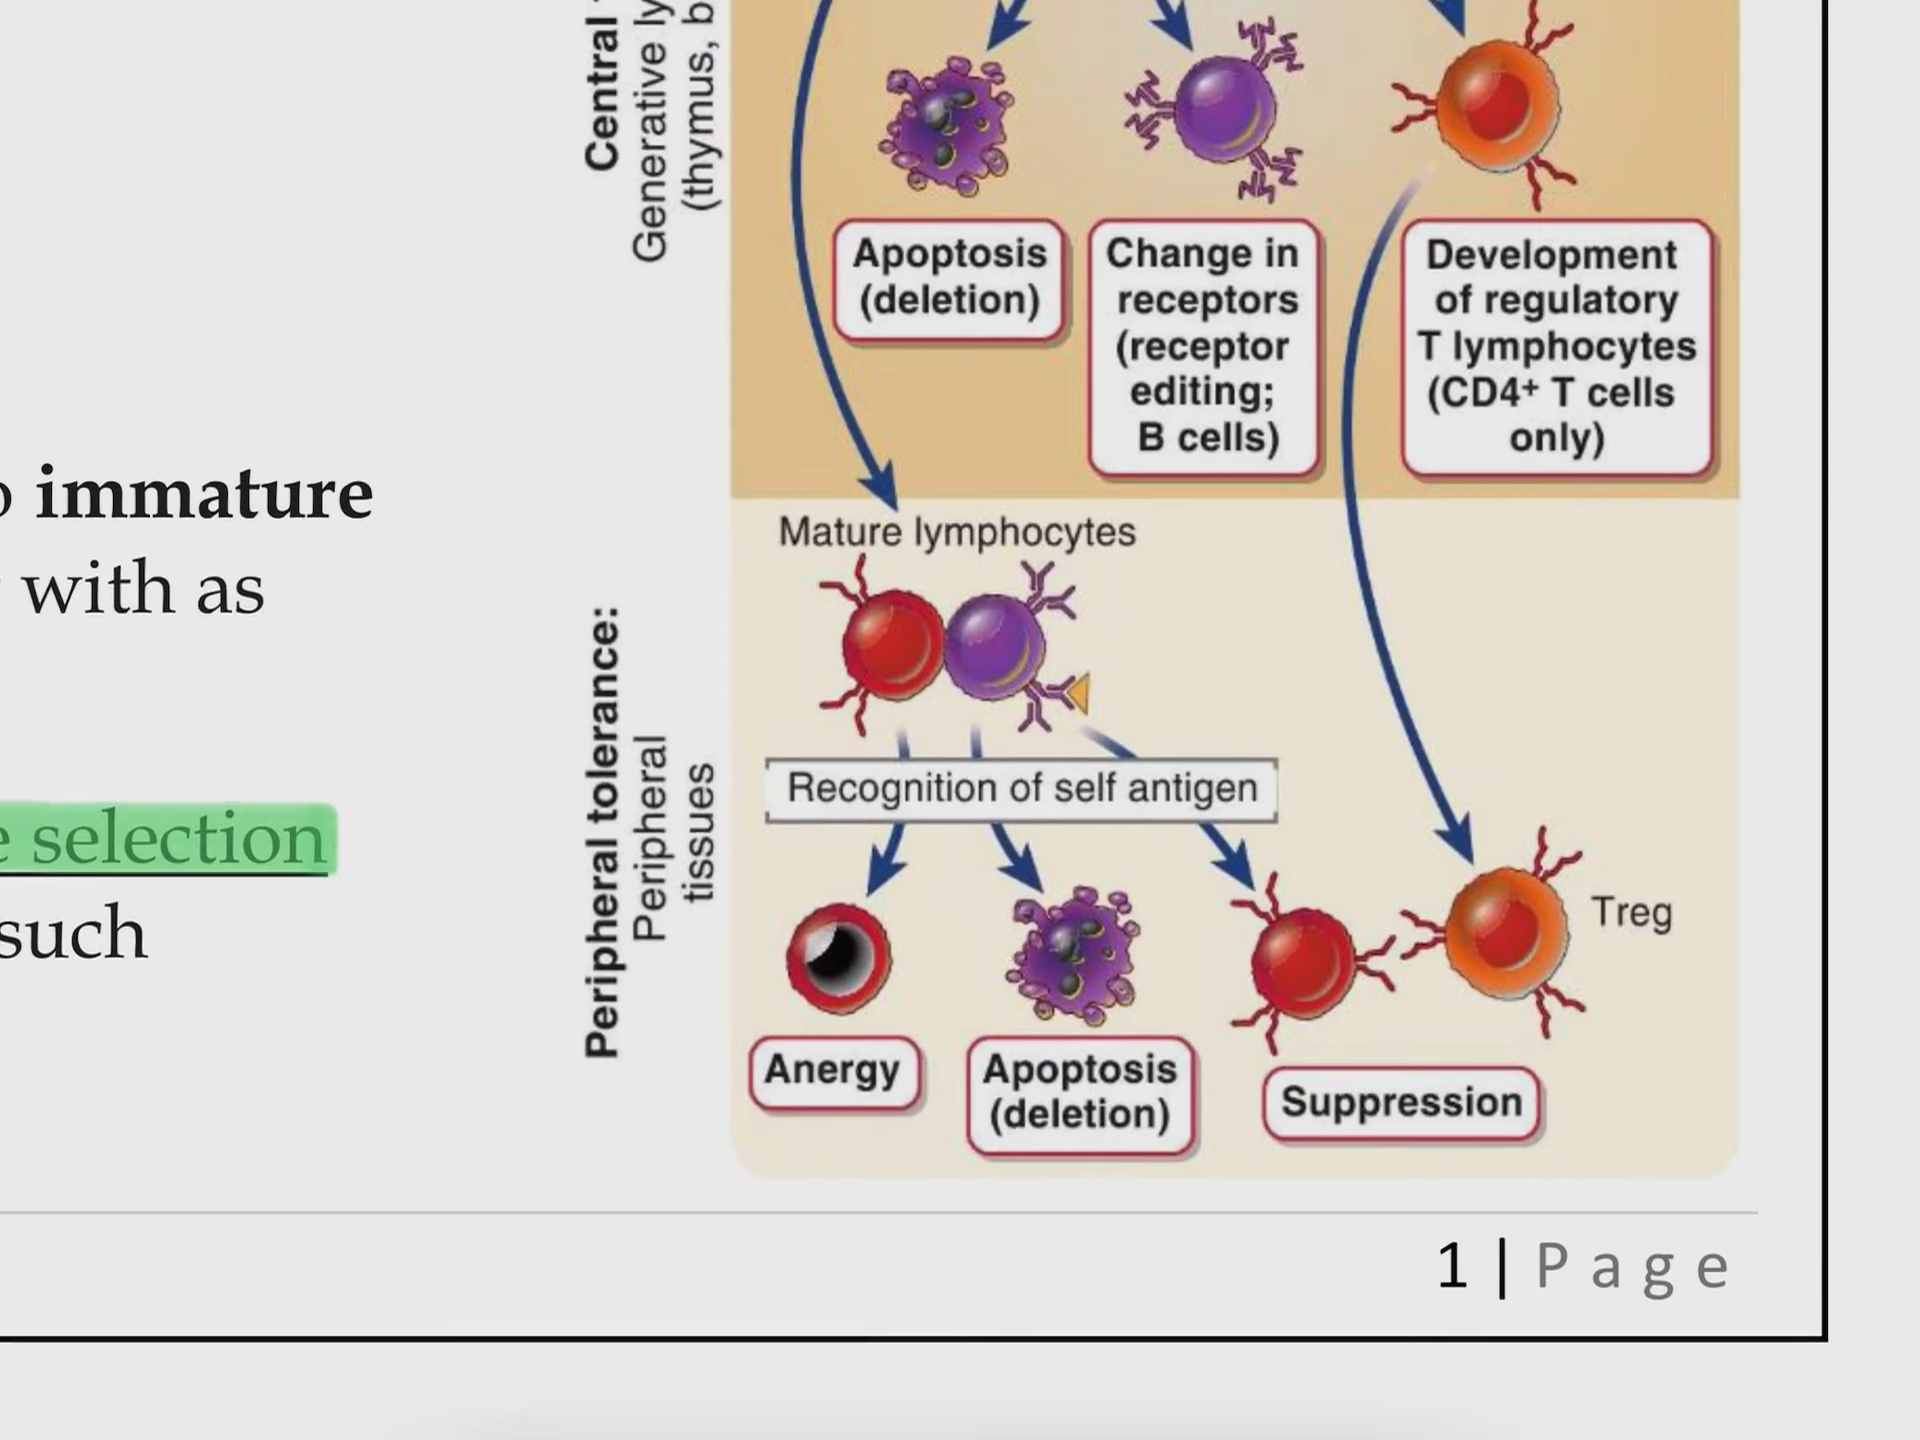 immature
with as
selection
such
Central
Generative
(thymus,
Apoptosis
(deletion)
Change in
receptors
(receptor
editing;
B cells)
Development
of regulatory
T lymphocytes
(CD4+ T cells
only)
Mature lymphocytes
Peripheral tolerance:
Peripheral
tissues
Recognition of self antigen
Treg
Anergy
Apoptosis
(deletion)
Suppression
1 | Page